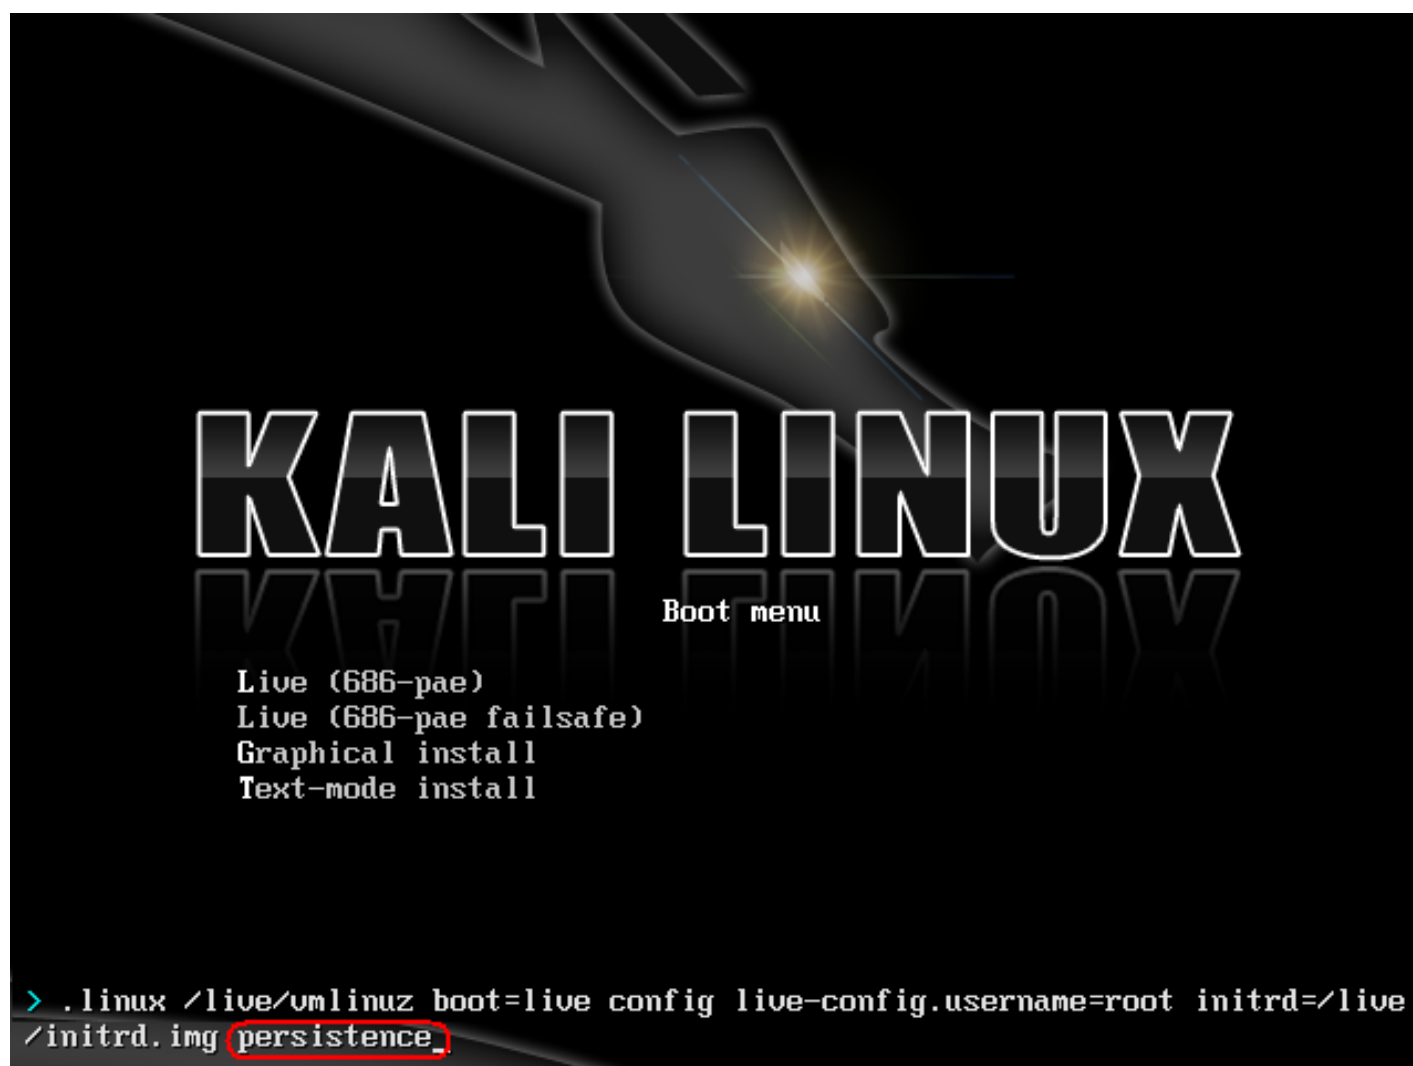 KALI LINUX
Boot menu
Live (686-pae)
Live (686-pae failsafe)
Graphical install
Text-mode install
> .linux /live/vmlinuz boot=live config live-config.username=root initrd=/live
/initrd.img persistence_